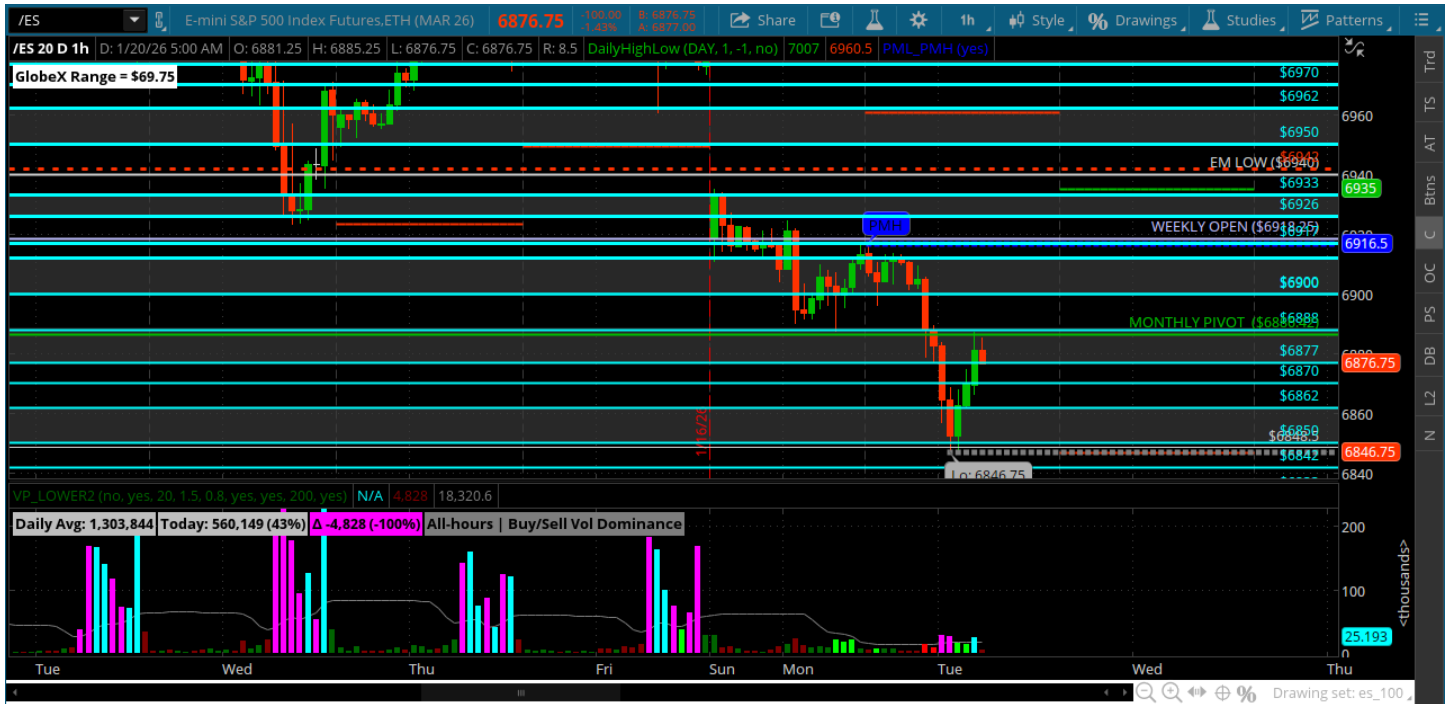 /ES E-mini S&P 500 Index Futures,ETH (MAR 26) 6876.75 -100.00 -1.43% B: 6876.75 A: 6877.00 Share 1h Style Drawings Studies Patterns
/ES 20 D 1h D: 1/20/26 5:00 AM O: 6881.25 H: 6885.25 L: 6876.75 C: 6876.75 R: 8.5 DailyHighLow (DAY, 1, -1, no) 7007 6960.5 PML_PMH (yes)
GlobeX Range = $69.75
$6970
$6962
6960
$6950
EM LOW ($6940)
6940
$6933
6935
$6926
PMH
WEEKLY OPEN ($6918.25)
$6917
6916.5
$6900
6900
$6888
MONTHLY PIVOT
$6877
6876.75
$6870
$6862
6860
$6850
$6848.5
6846.75
$6842
Lo: 6846.75
6840
1/16/26
VP_LOWER2 (no, yes, 20, 1.5, 0.8, yes, yes, 200, yes) N/A 4,828 18,320.6
Daily Avg: 1,303,844 Today: 560,149 (43%) Δ -4,828 (-100%) All-hours | Buy/Sell Vol Dominance
200
100
<thousands>
25.193
0
Tue Wed Thu Fri Sun Mon Tue Wed Thu
Drawing set: es_100
Trd
TS
AT
Btns
C
OC
PS
DB
L2
N